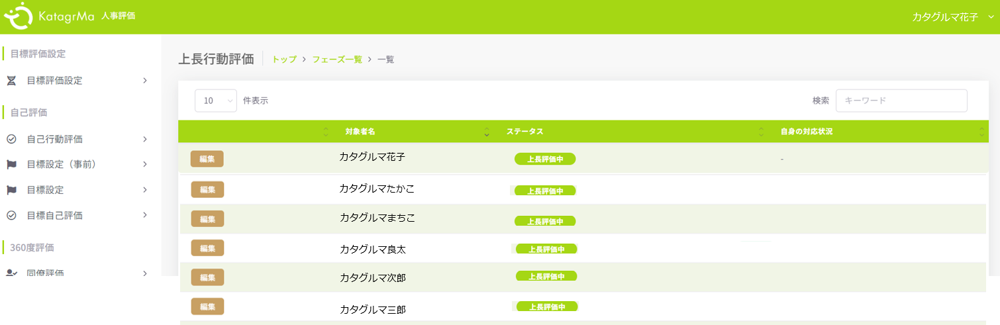 KatagrMa 人事評価
カタグルマ花子
目標評価設定
目標評価設定
自己評価
自己行動評価
目標設定（事前）
目標設定
目標自己評価
360度評価
同僚評価
上長行動評価 トップ > フェーズ一覧 > 一覧
10 件表示 検索 キーワード
対象者名 ステータス 自身の対応状況
編集 カタグルマ花子 上長評価中 -
編集 カタグルマたかこ 上長評価中
編集 カタグルマまちこ 上長評価中
編集 カタグルマ良太 上長評価中
編集 カタグルマ次郎 上長評価中
編集 カタグルマ三郎 上長評価中